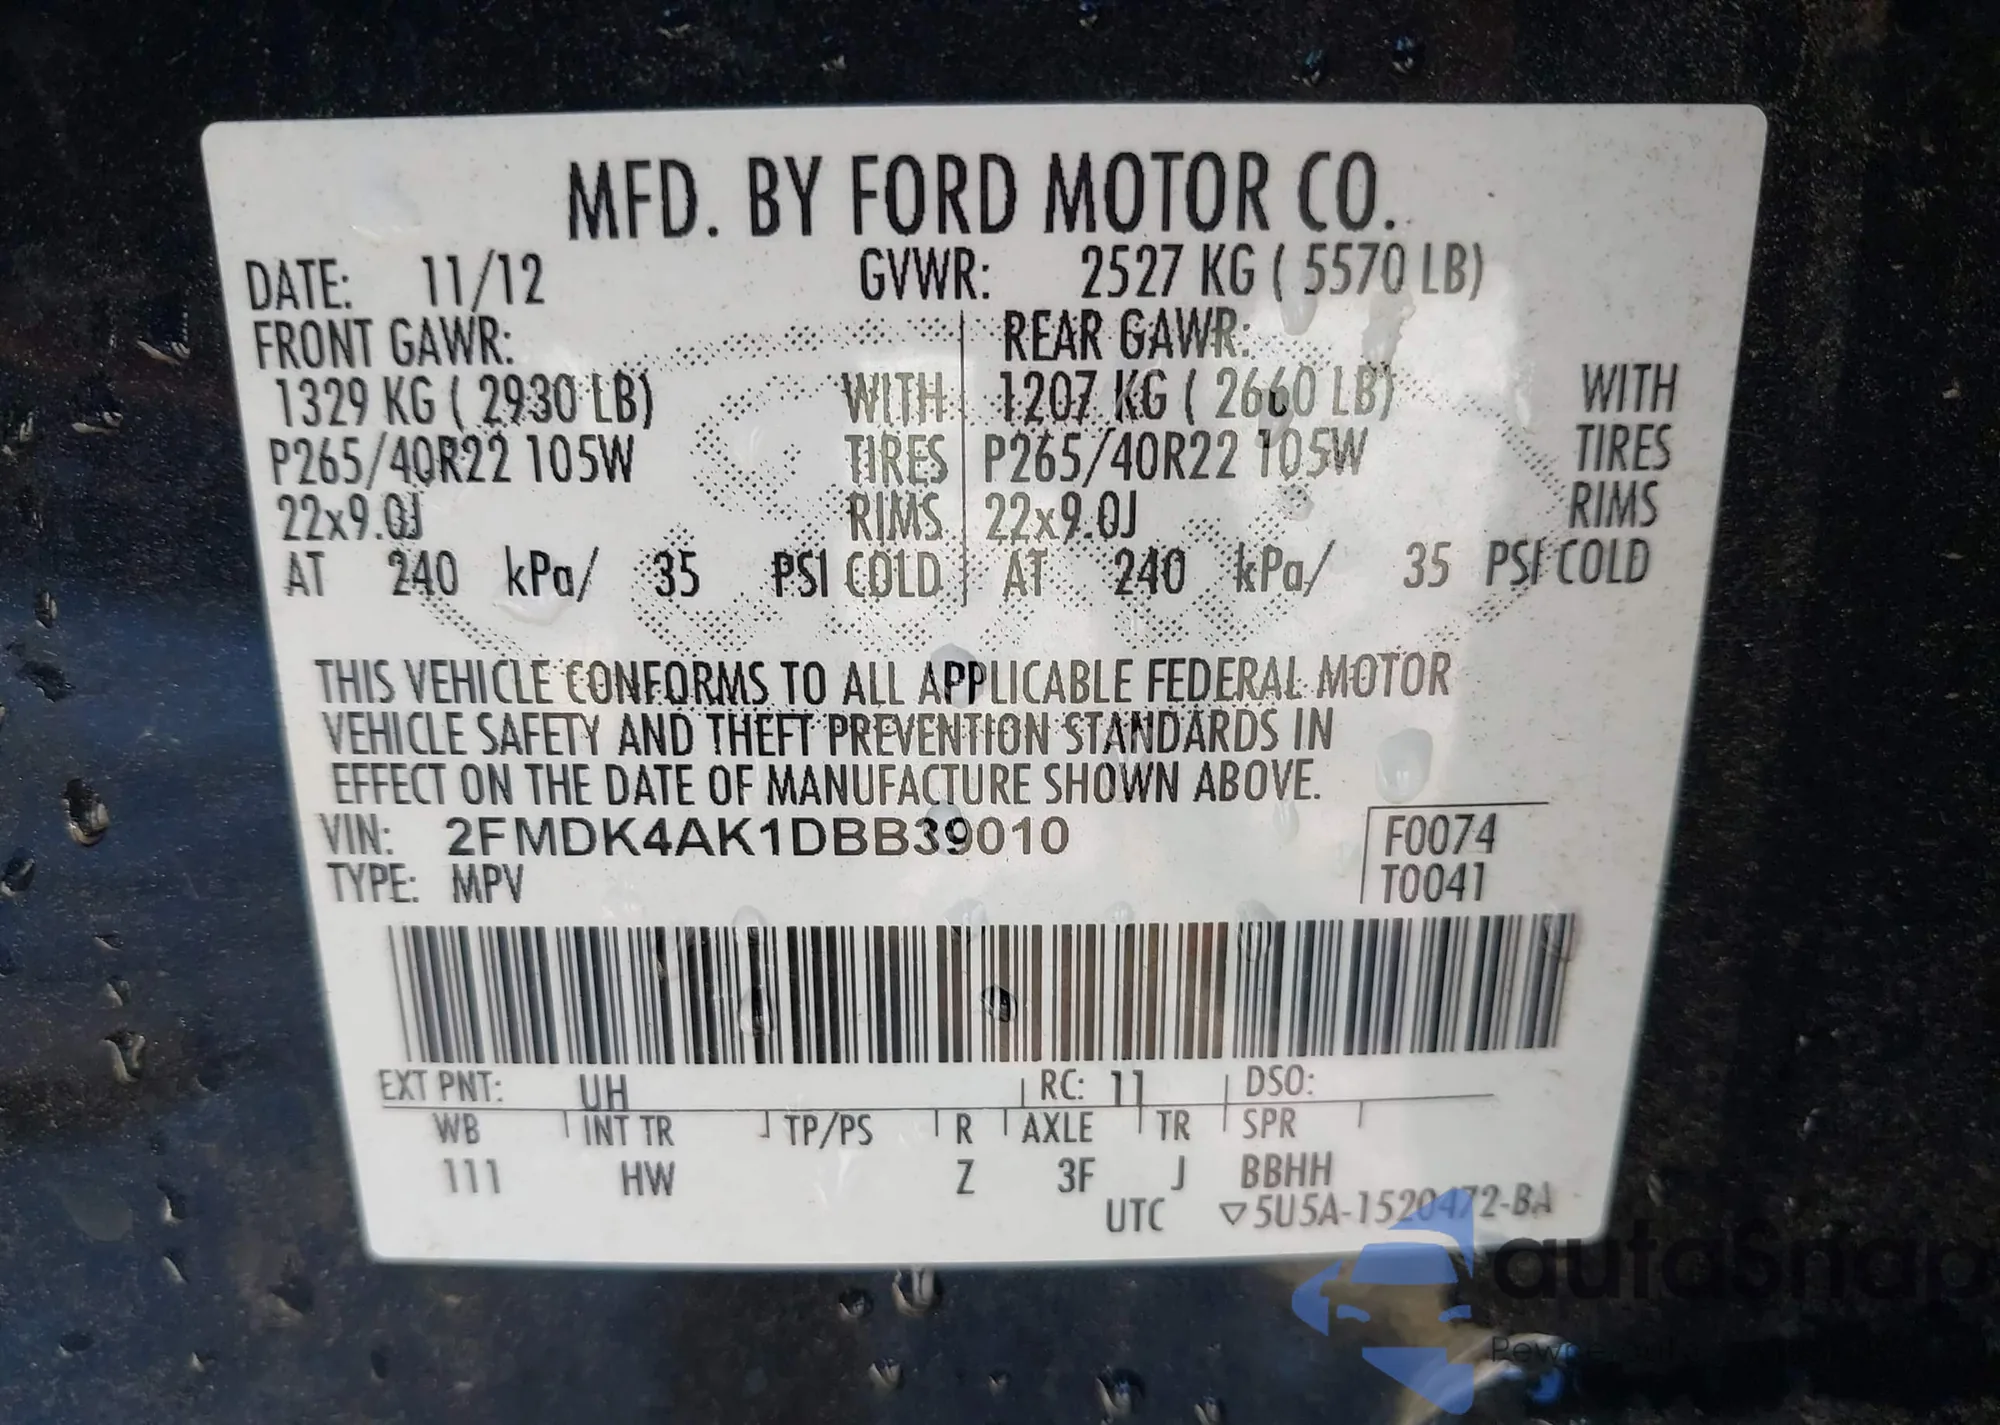 MFD. BY FORD MOTOR CO.
DATE: 11/12 GVWR: 2527 KG ( 5570 LB)
FRONT GAWR: REAR GAWR:
1329 KG ( 2930 LB) WITH 1207 KG ( 2660 LB) WITH
P265/40R22 105W TIRES P265/40R22 105W TIRES
22x9.0J RIMS 22x9.0J RIMS
AT 240 kPa/ 35 PSI COLD AT 240 kPa/ 35 PSI COLD
THIS VEHICLE CONFORMS TO ALL APPLICABLE FEDERAL MOTOR
VEHICLE SAFETY AND THEFT PREVENTION STANDARDS IN
EFFECT ON THE DATE OF MANUFACTURE SHOWN ABOVE.
VIN: 2FMDK4AK1DBB39010 F0074
TYPE: MPV T0041
EXT PNT: UH RC: 11 DSO:
WB INT TR TP/PS R AXLE TR SPR
111 HW Z 3F J BBHH
UTC ▽5U5A-1520472-BA
autoSnap